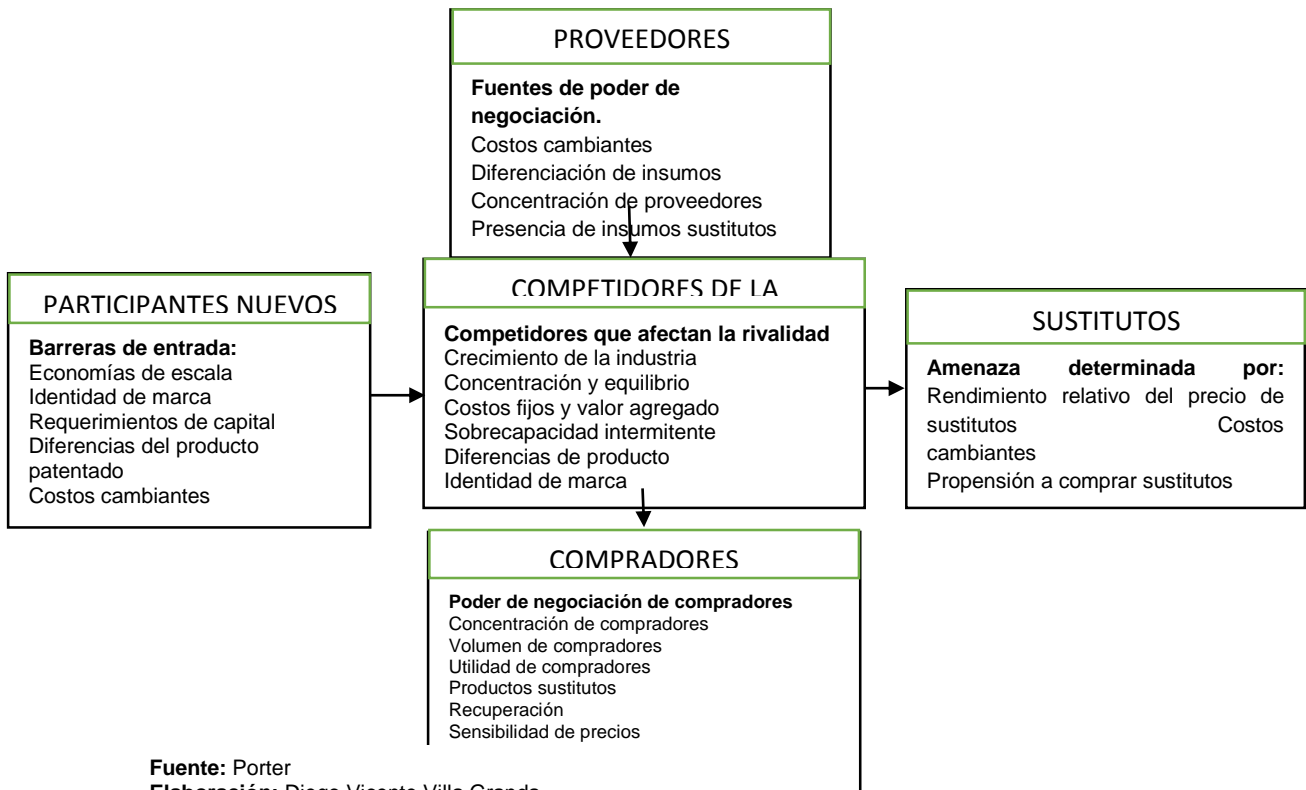 PROVEEDORES
Fuentes de poder de
negociación.
Costos cambiantes
Diferenciación de insumos
Concentración de proveedores
Presencia de insumos sustitutos
PARTICIPANTES NUEVOS
Barreras de entrada:
Economías de escala
Identidad de marca
Requerimientos de capital
Diferencias del producto
patentado
Costos cambiantes
COMPETIDORES DE LA
Competidores que afectan la rivalidad
Crecimiento de la industria
Concentración y equilibrio
Costos fijos y valor agregado
Sobrecapacidad intermitente
Diferencias de producto
Identidad de marca
SUSTITUTOS
Amenaza determinada por:
Rendimiento relativo del precio de
sustitutos Costos
cambiantes
Propensión a comprar sustitutos
COMPRADORES
Poder de negociación de compradores
Concentración de compradores
Volumen de compradores
Utilidad de compradores
Productos sustitutos
Recuperación
Sensibilidad de precios
Fuente: Porter
Elaboración: Diego Vicente Villa Granda